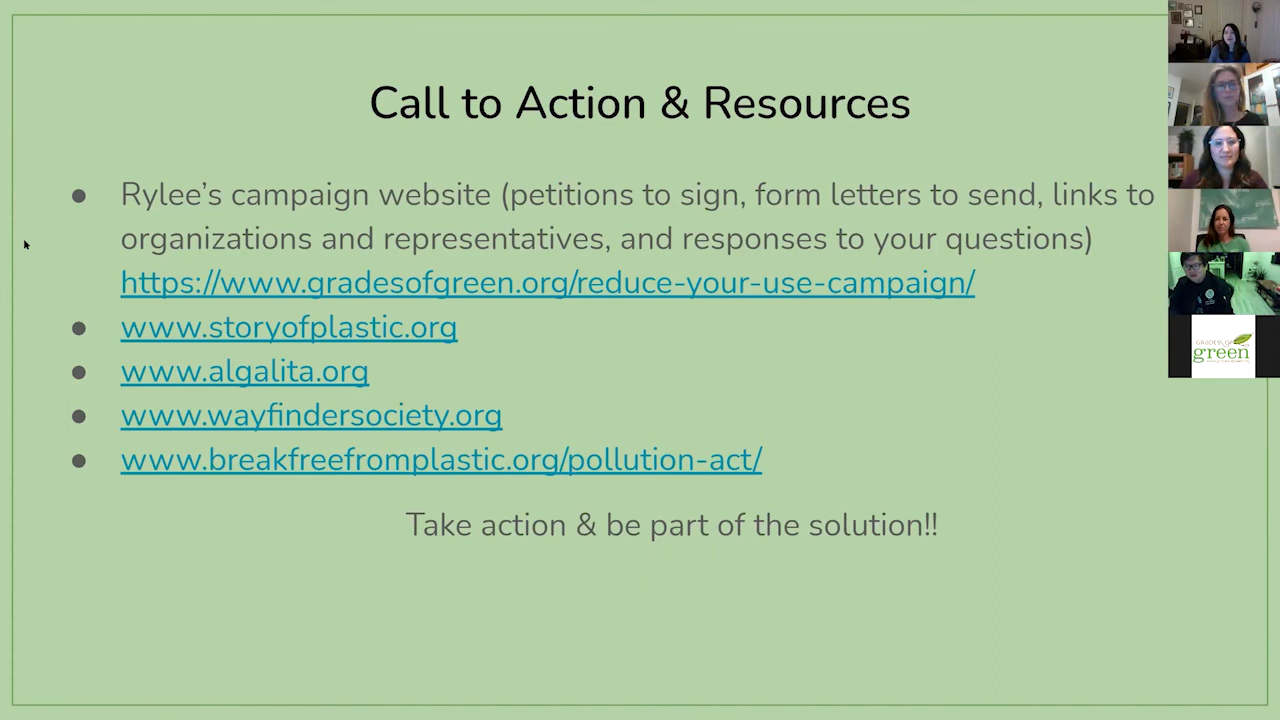 Call to Action & Resources
● Rylee’s campaign website (petitions to sign, form letters to send, links to
organizations and representatives, and responses to your questions)
https://www.gradesofgreen.org/reduce-your-use-campaign/
● www.storyofplastic.org
● www.algalita.org
● www.wayfindersociety.org
● www.breakfreefromplastic.org/pollution-act/
Take action & be part of the solution!!
GRADES OF
green